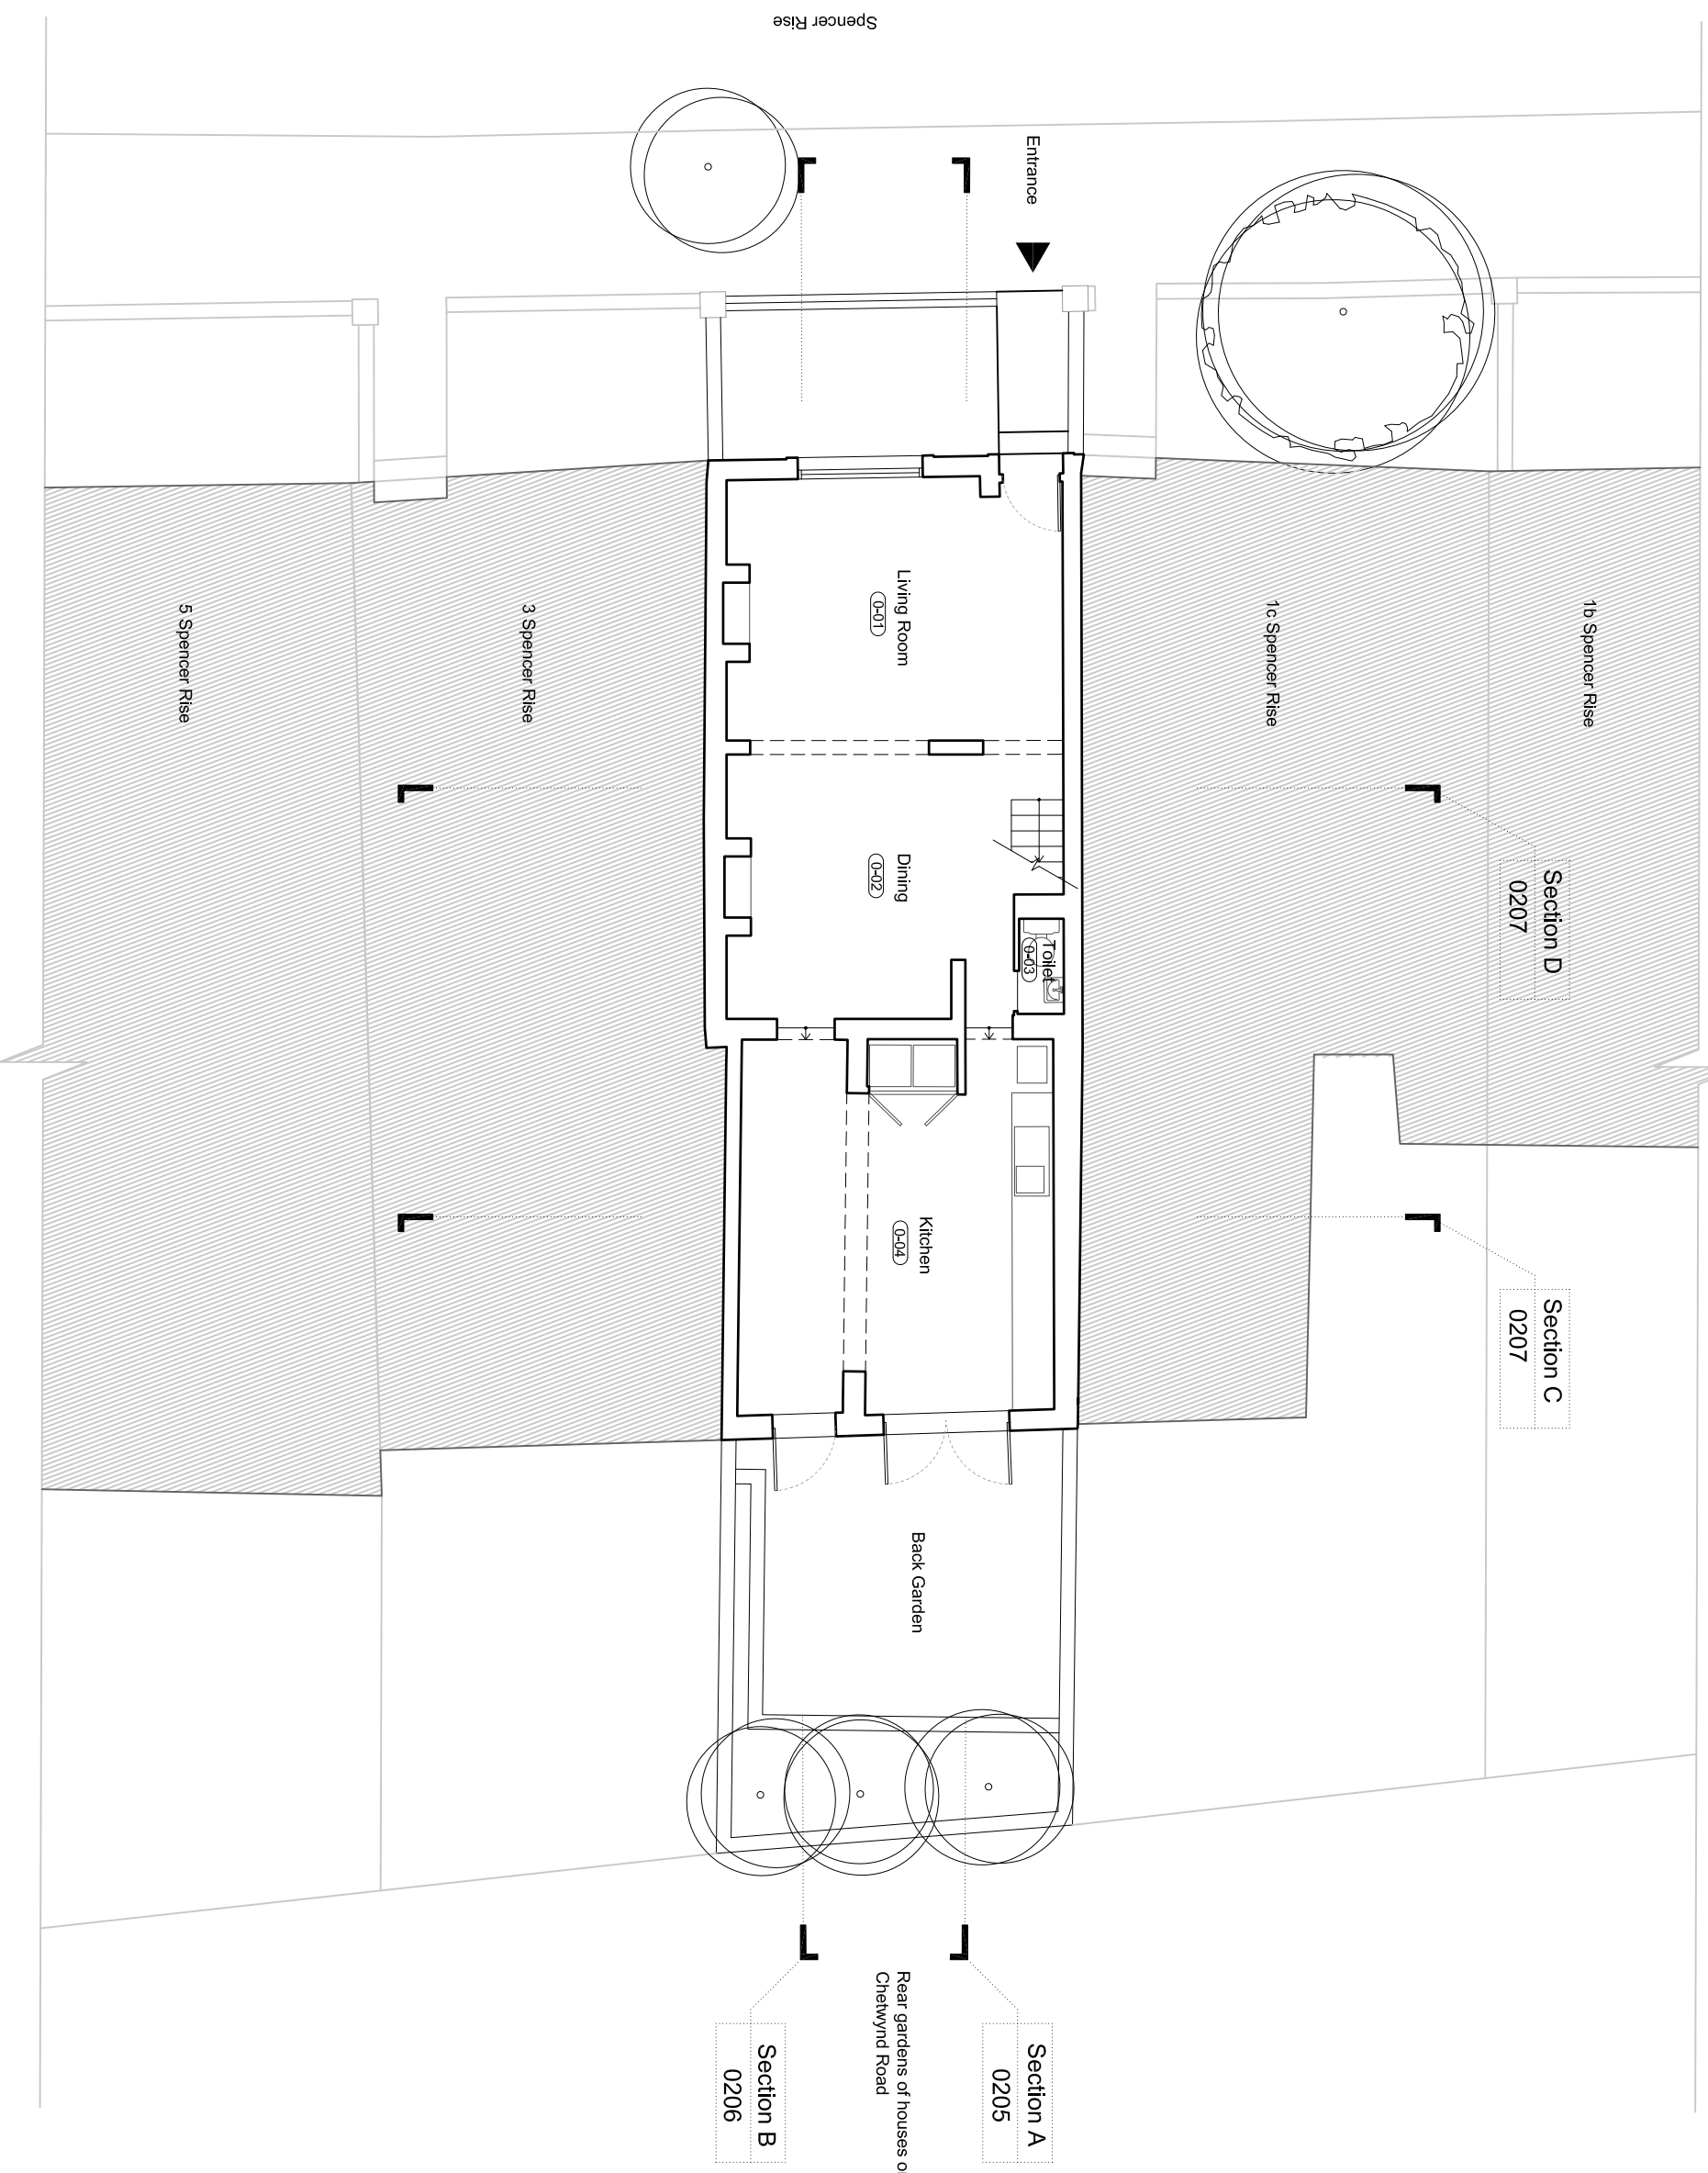 Spencer Rise
Entrance
5 Spencer Rise
3 Spencer Rise
Living Room
0-01
1c Spencer Rise
1b Spencer Rise
Dining
0-02
Toilet
0-03
Section D
0207
Kitchen
0-04
Section C
0207
Back Garden
Rear gardens of houses
Chetwynd Road
Section B
0206
Section A
0205